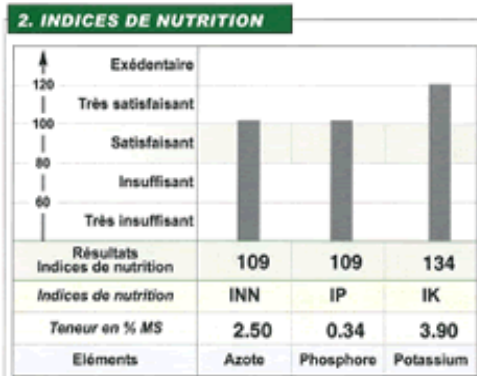 2. INDICES DE NUTRITION
Exédentaire
120
Très satisfaisant
100
Satisfaisant
80
Insuffisant
60
Très insuffisant
Résultats
Indices de nutrition 109 109 134
Indices de nutrition INN IP IK
Teneur en % MS 2.50 0.34 3.90
Eléments Azote Phosphore Potassium